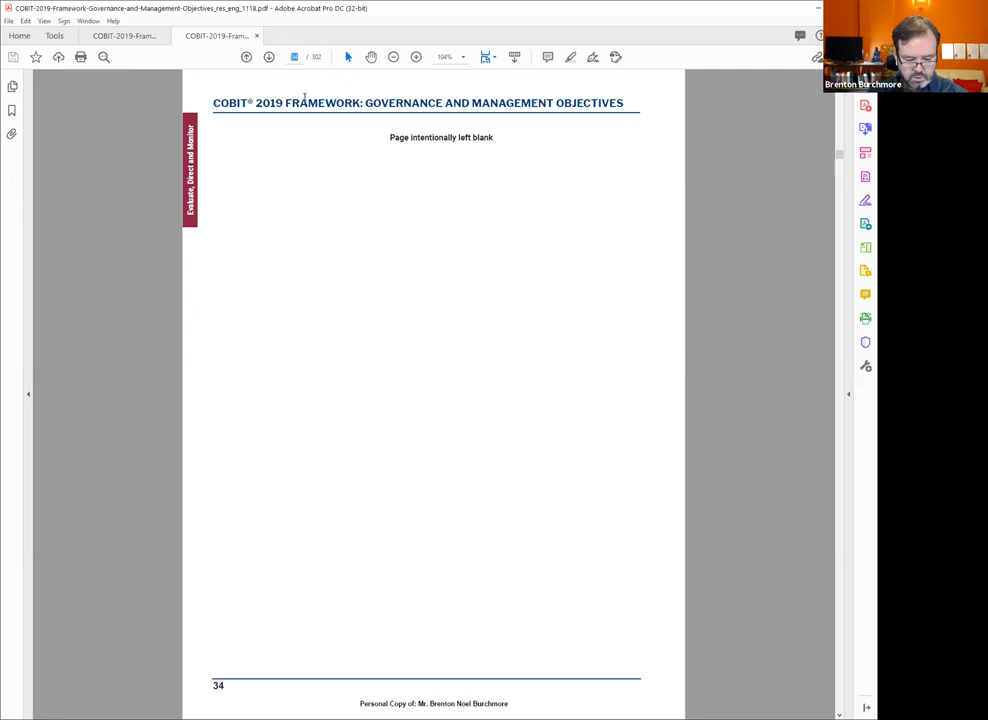 COBIT-2019-Framework-Governance-and-Management-Objectives_res_eng_1118.pdf - Adobe Acrobat Pro DC (32-bit)
File Edit View Sign Window Help
Home Tools COBIT-2019-Fram... COBIT-2019-Fram... ×
34 / 302 104%
Brenton Burchmore
COBIT® 2019 FRAMEWORK: GOVERNANCE AND MANAGEMENT OBJECTIVES
Page intentionally left blank
Evaluate, Direct and Monitor
34
Personal Copy of: Mr. Brenton Noel Burchmore